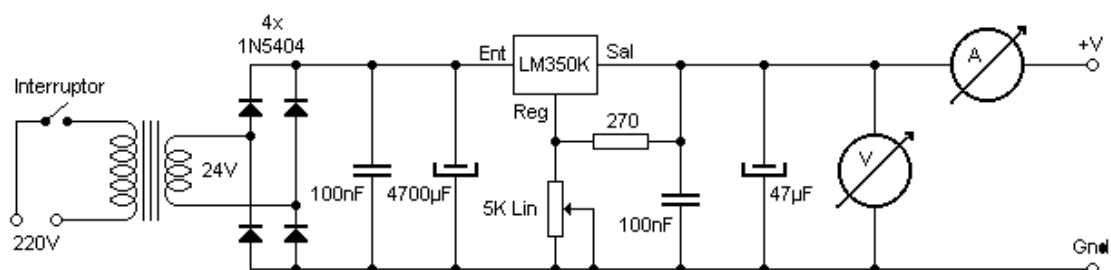 4x
1N5404
Interruptor
220V
24V
100nF
4700µF
Ent
LM350K
Sal
Reg
270
5K Lin
100nF
47µF
A
V
+V
Gnd